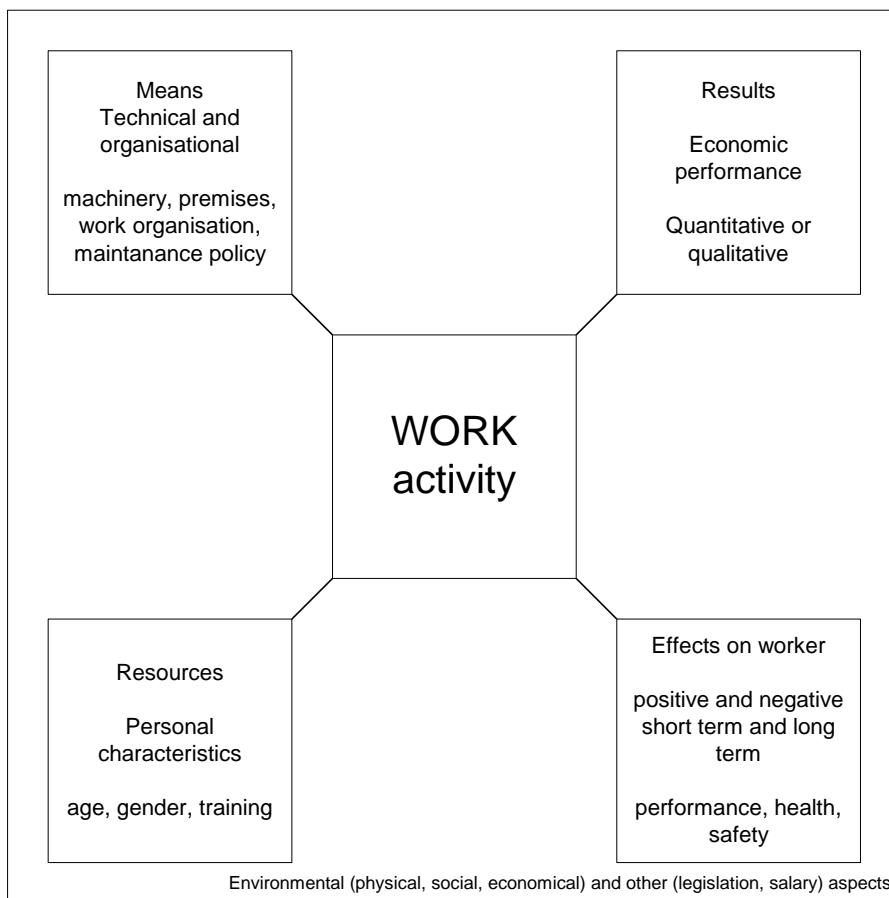 Means
Technical and
organisational
machinery, premises,
work organisation,
maintanance policy
Results
Economic
performance
Quantitative or
qualitative
WORK
activity
Resources
Personal
characteristics
age, gender, training
Effects on worker
positive and negative
short term and long
term
performance, health,
safety
Environmental (physical, social, economical) and other (legislation, salary) aspects